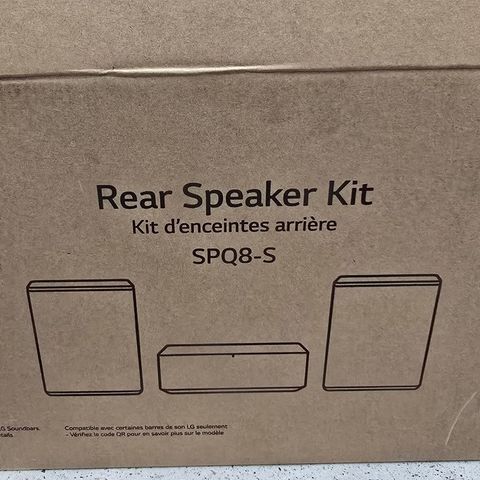 Rear Speaker Kit
Kit d'enceintes arrière
SPQ8-S
G Soundbars.
tails.
Compatible avec certaines barres de son LG seulement
- Vérifiez le code QR pour en savoir plus sur le modèle